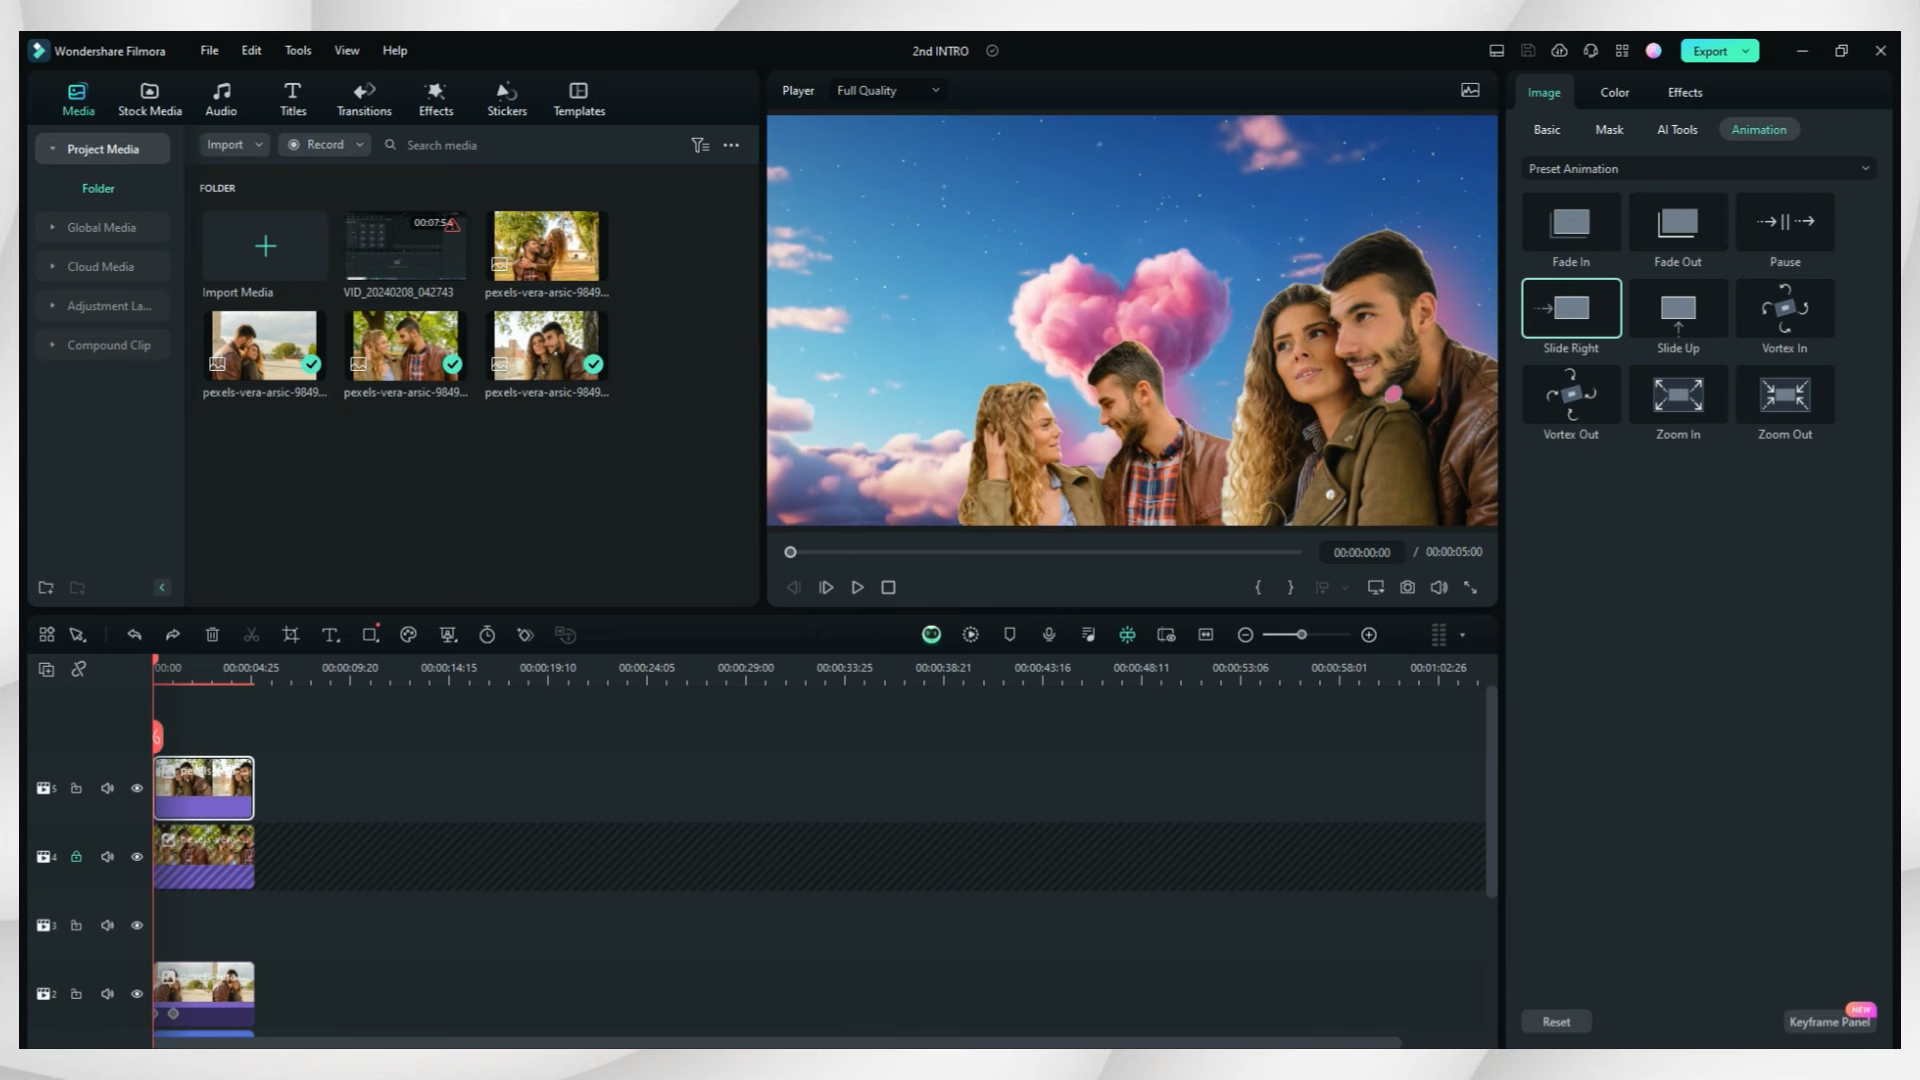 Wondershare Filmora
File
Edit
Tools
View
Help
2nd INTRO
Export
Media
Stock Media
Audio
Titles
Transitions
Effects
Stickers
Templates
Player
Full Quality
Image
Color
Effects
Basic
Mask
AI Tools
Animation
Project Media
Import
Record
Search media
Preset Animation
Folder
FOLDER
Global Media
Cloud Media
Adjustment La...
Compound Clip
00:07:54
Import Media
VID_20240208_042743
pexels-vera-arsic-9849...
pexels-vera-arsic-9849...
pexels-vera-arsic-9849...
pexels-vera-arsic-9849...
Fade In
Fade Out
Pause
Slide Right
Slide Up
Vortex In
Vortex Out
Zoom In
Zoom Out
00:00:00:00 / 00:00:05:00
{ }
00:00
00:00:04:25
00:00:09:20
00:00:14:15
00:00:19:10
00:00:24:05
00:00:29:00
00:00:33:25
00:00:38:21
00:00:43:16
00:00:48:11
00:00:53:06
00:00:58:01
00:01:02:26
5
4
3
2
Reset
NEW
Keyframe Panel